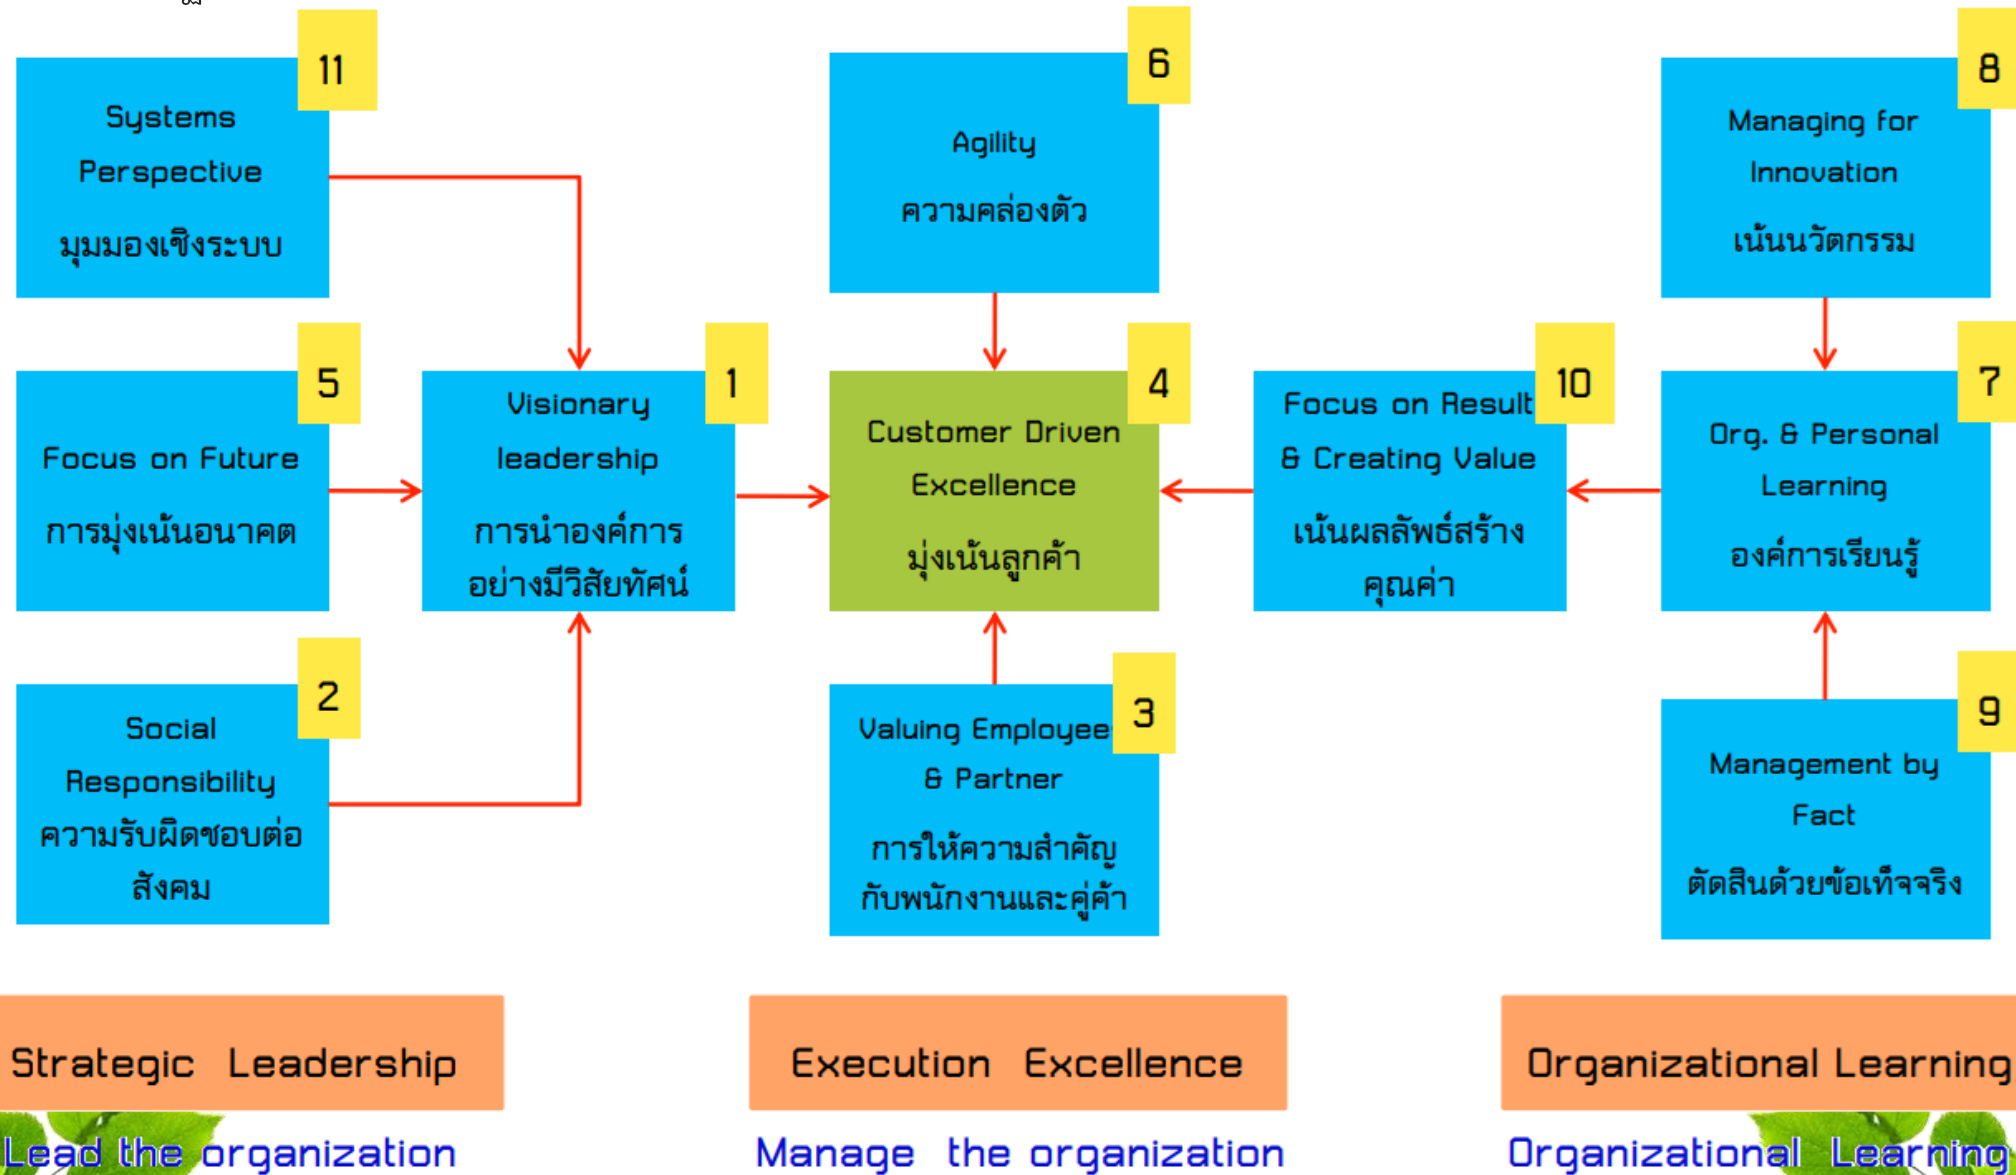 11
Systems
Perspective
มุมมองเชิงระบบ
6
Agility
ความคล่องตัว
8
Managing for
Innovation
เน้นนวัตกรรม
5
Focus on Future
การมุ่งเน้นอนาคต
1
Visionary
leadership
การนำองค์การ
อย่างมีวิสัยทัศน์
4
Customer Driven
Excellence
มุ่งเน้นลูกค้า
10
Focus on Result
& Creating Value
เน้นผลลัพธ์สร้าง
คุณค่า
7
Org. & Personal
Learning
องค์การเรียนรู้
2
Social
Responsibility
ความรับผิดชอบต่อ
สังคม
3
Valuing Employee
& Partner
การให้ความสำคัญ
กับพนักงานและคู่ค้า
9
Management by
Fact
ตัดสินด้วยข้อเท็จจริง
Strategic Leadership
Execution Excellence
Organizational Learning
Lead the organization
Manage the organization
Organizational Learning